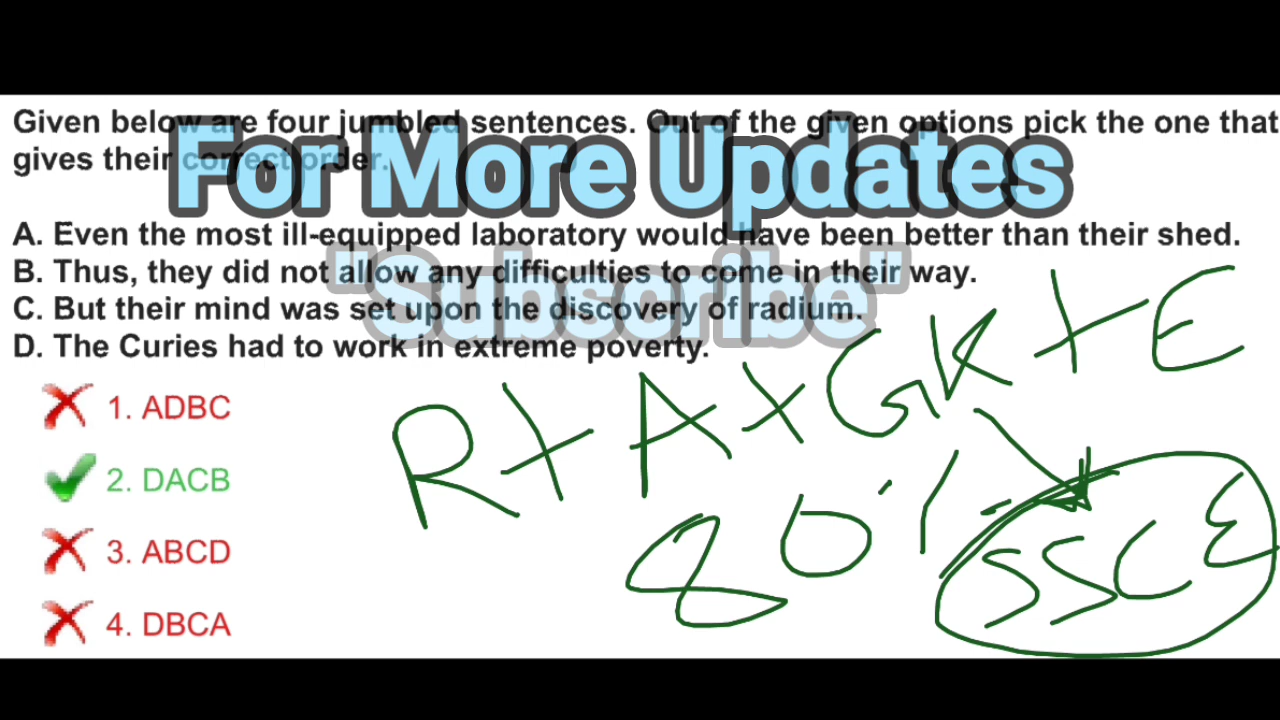 Given below are four jumbled sentences. Out of the given options pick the one that
gives their correct order.
For More Updates
"Subscribe"
A. Even the most ill-equipped laboratory would have been better than their shed.
B. Thus, they did not allow any difficulties to come in their way.
C. But their mind was set upon the discovery of radium.
D. The Curies had to work in extreme poverty.
1. ADBC
2. DACB
3. ABCD
4. DBCA
R+A+GK+E
80%
SSC E